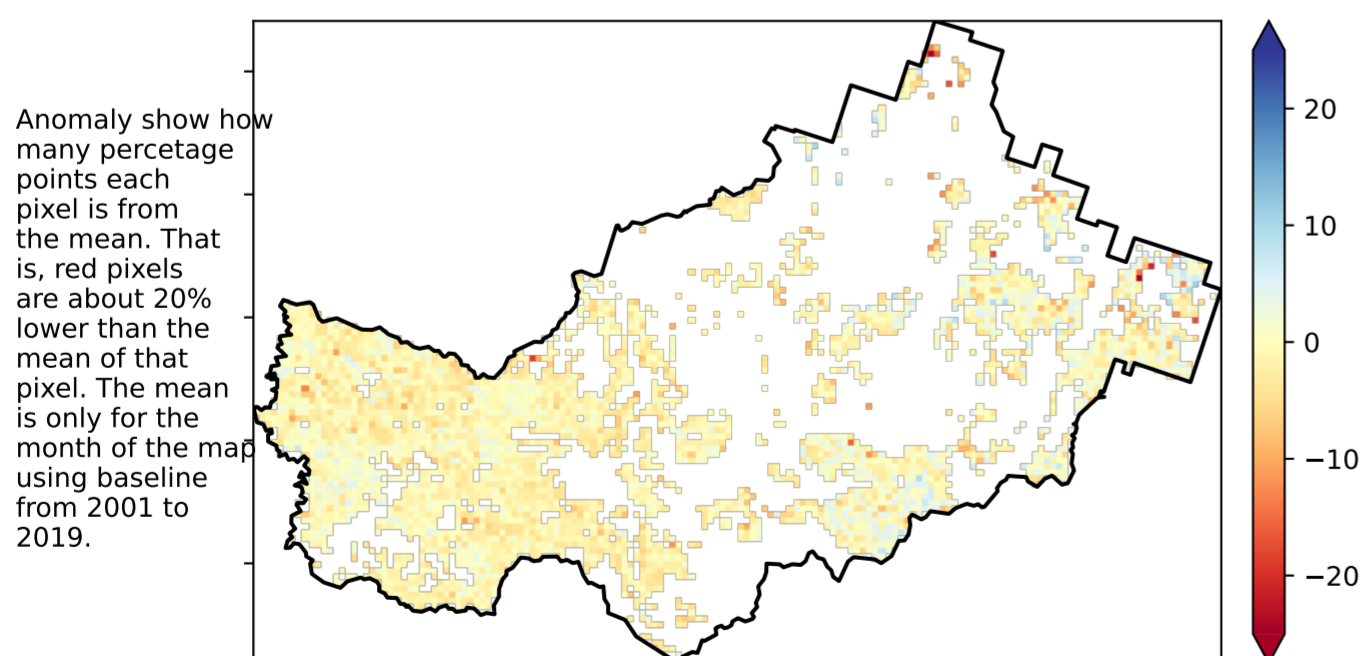 Anomaly show how
many percetage
points each
pixel is from
the mean. That
is, red pixels
are about 20%
lower than the
mean of that
pixel. The mean
is only for the
month of the map
using baseline
from 2001 to
2019.
20
10
0
−10
−20